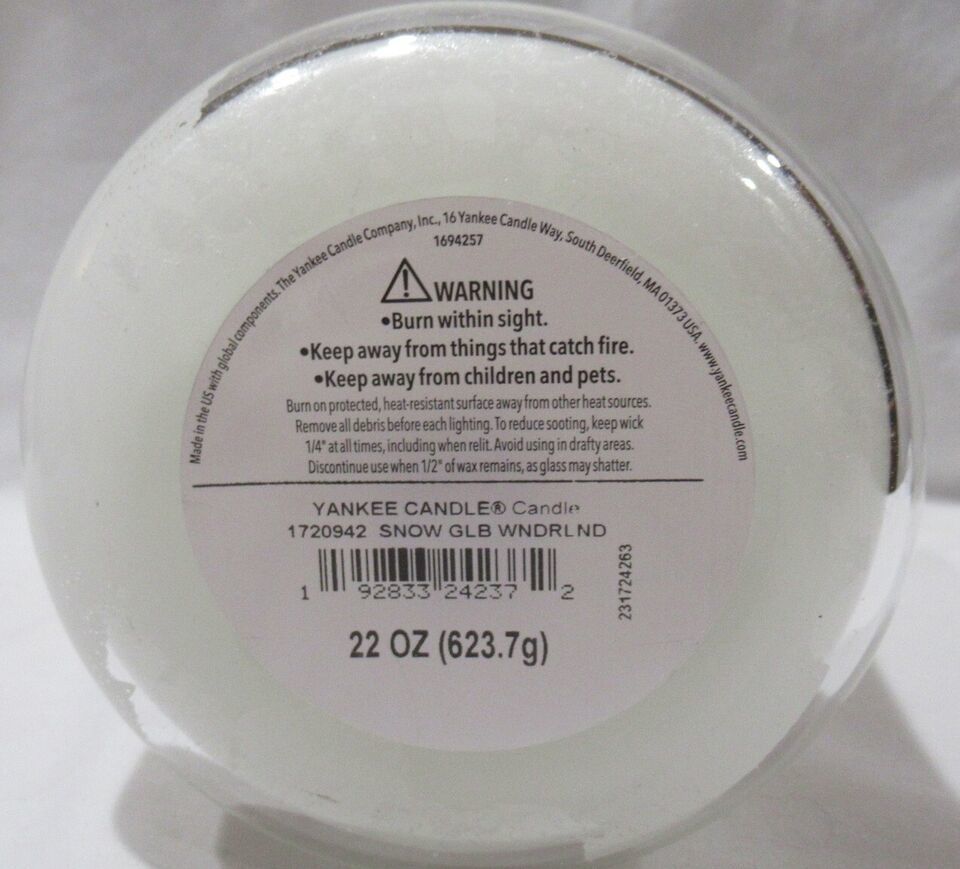 Made in the US with global components. The Yankee Candle Company, Inc., 16 Yankee Candle Way, South Deerfield, MA 01373 USA. www.yankeecandle.com
1694257
WARNING
•Burn within sight.
•Keep away from things that catch fire.
•Keep away from children and pets.
Burn on protected, heat-resistant surface away from other heat sources.
Remove all debris before each lighting. To reduce sooting, keep wick
1/4" at all times, including when relit. Avoid using in drafty areas.
Discontinue use when 1/2" of wax remains, as glass may shatter.
YANKEE CANDLE® Candle
1720942 SNOW GLB WNDRLND
1 92833 24237 2
231724263
22 OZ (623.7g)